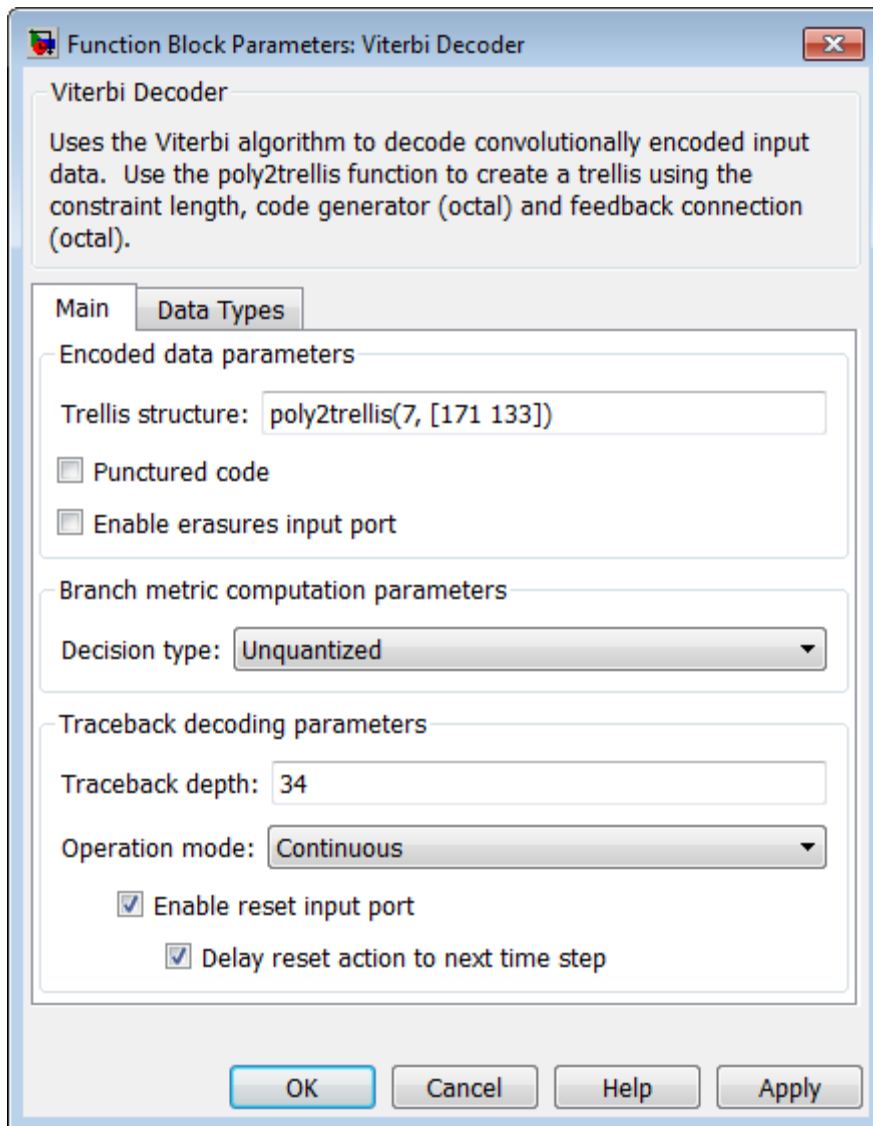 Function Block Parameters: Viterbi Decoder
Viterbi Decoder
Uses the Viterbi algorithm to decode convolutionally encoded input
data. Use the poly2trellis function to create a trellis using the
constraint length, code generator (octal) and feedback connection
(octal).
Main Data Types
Encoded data parameters
Trellis structure: poly2trellis(7, [171 133])
Punctured code
Enable erasures input port
Branch metric computation parameters
Decision type: Unquantized
Traceback decoding parameters
Traceback depth: 34
Operation mode: Continuous
Enable reset input port
Delay reset action to next time step
OK Cancel Help Apply